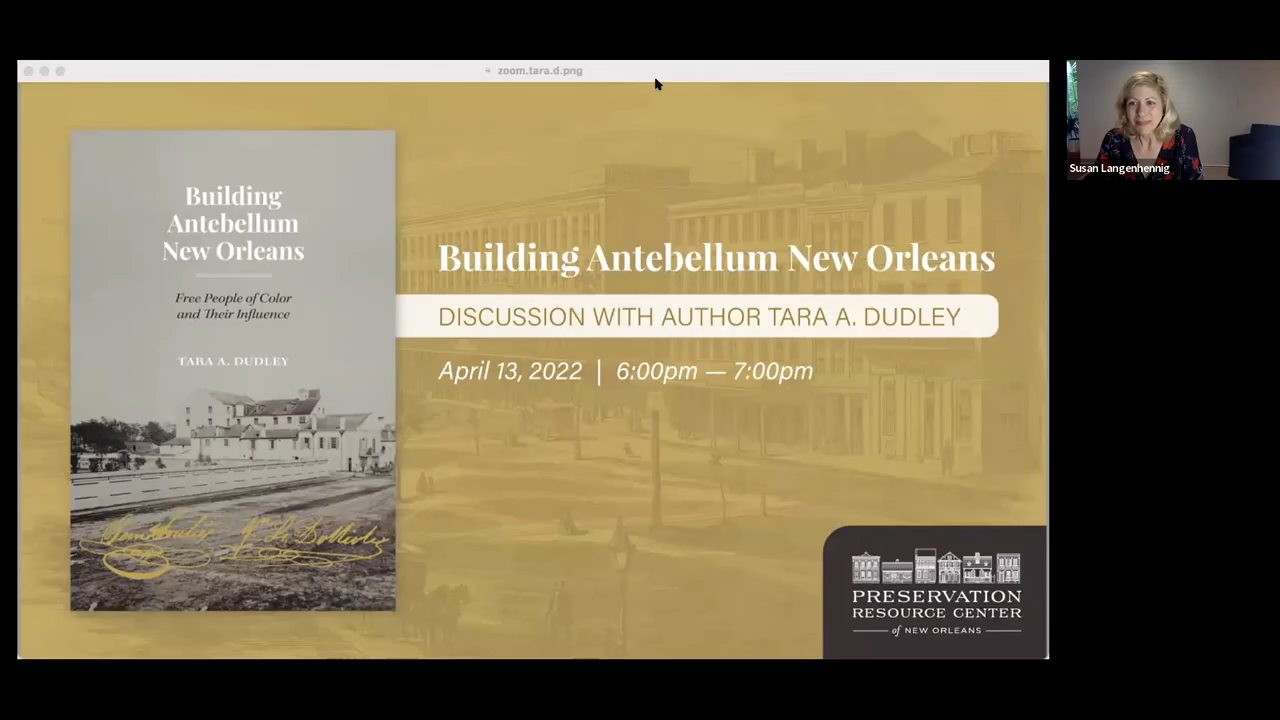 zoom.tara.d.png
Building
Antebellum
New Orleans
Free People of Color
and Their Influence
TARA A. DUDLEY
Building Antebellum New Orleans
DISCUSSION WITH AUTHOR TARA A. DUDLEY
April 13, 2022 | 6:00pm — 7:00pm
PRESERVATION
RESOURCE CENTER
of NEW ORLEANS
Susan Langenhennig